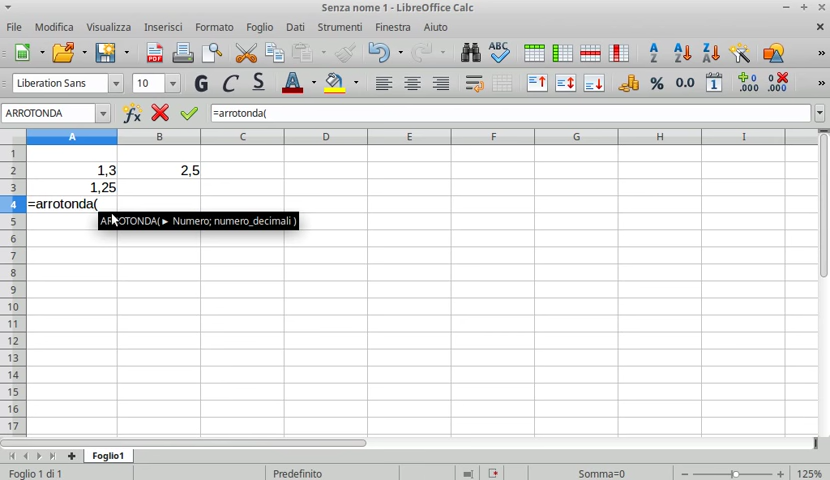 Senza nome 1 - LibreOffice Calc
File Modifica Visualizza Inserisci Formato Foglio Dati Strumenti Finestra Aiuto
Liberation Sans 10 G C S % 0.0
ARROTONDA =arrotonda(
A B C D E F G H I
1
2 1,3 2,5
3 1,25
4 =arrotonda(
ARROTONDA( ► Numero; numero_decimali )
5
6
7
8
9
10
11
12
13
14
15
16
17
Foglio1
Foglio 1 di 1 Predefinito Somma=0 125%